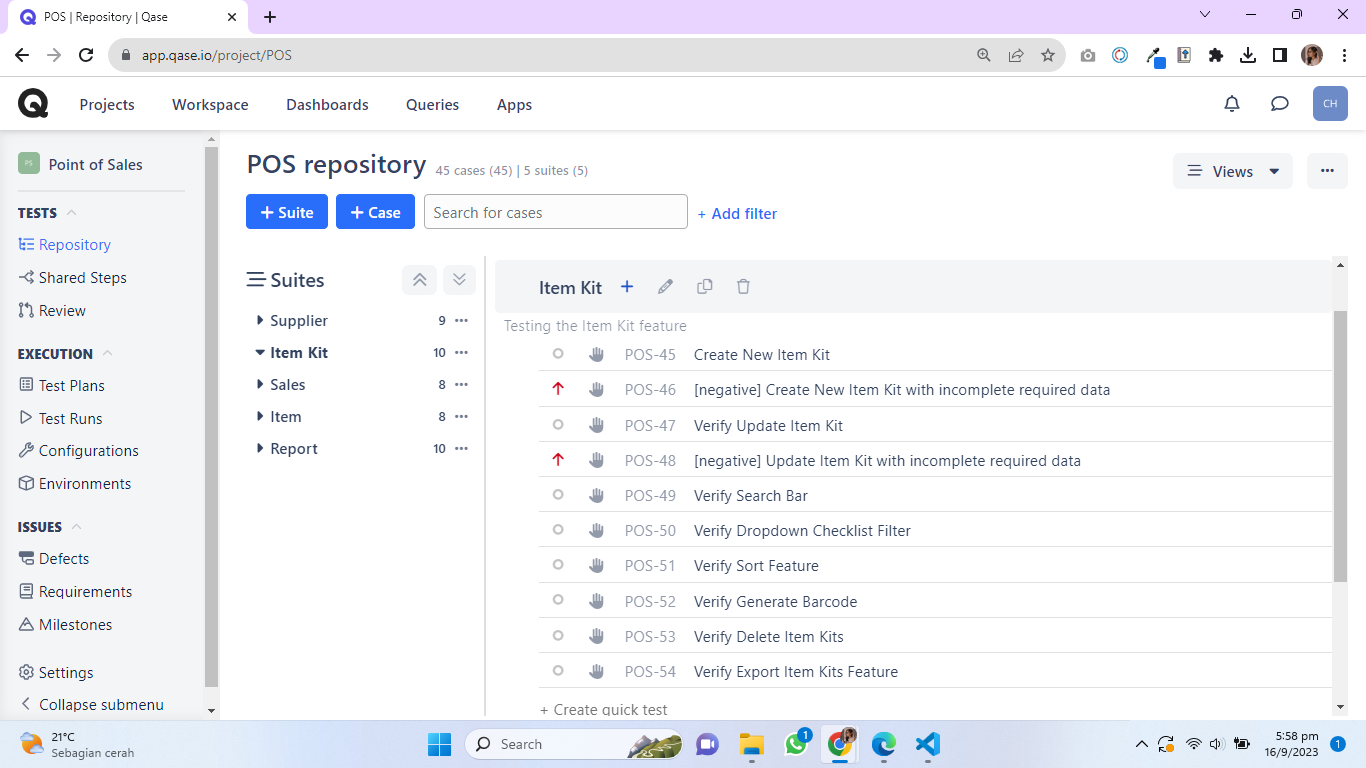 POS | Repository | Qase
app.qase.io/project/POS
Projects Workspace Dashboards Queries Apps CH
PS Point of Sales
TESTS
Repository
Shared Steps
Review
EXECUTION
Test Plans
Test Runs
Configurations
Environments
ISSUES
Defects
Requirements
Milestones
Settings
Collapse submenu
POS repository 45 cases (45) | 5 suites (5)
Views
+ Suite + Case Search for cases + Add filter
Suites
Supplier 9
Item Kit 10
Sales 8
Item 8
Report 10
Item Kit
Testing the Item Kit feature
POS-45 Create New Item Kit
POS-46 [negative] Create New Item Kit with incomplete required data
POS-47 Verify Update Item Kit
POS-48 [negative] Update Item Kit with incomplete required data
POS-49 Verify Search Bar
POS-50 Verify Dropdown Checklist Filter
POS-51 Verify Sort Feature
POS-52 Verify Generate Barcode
POS-53 Verify Delete Item Kits
POS-54 Verify Export Item Kits Feature
+ Create quick test
21°C
Sebagian cerah
Search
1
5:58 pm
16/9/2023
1